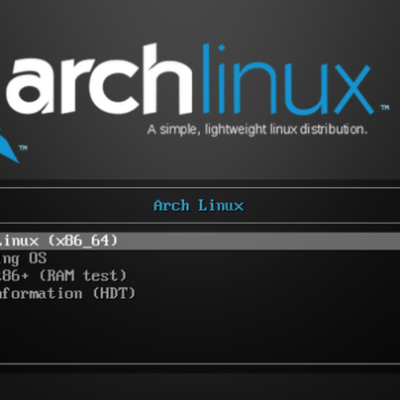 archlinux™
A simple, lightweight linux distribution.
™
Arch Linux
Linux (x86_64)
ng OS
86+ (RAM test)
nformation (HDT)